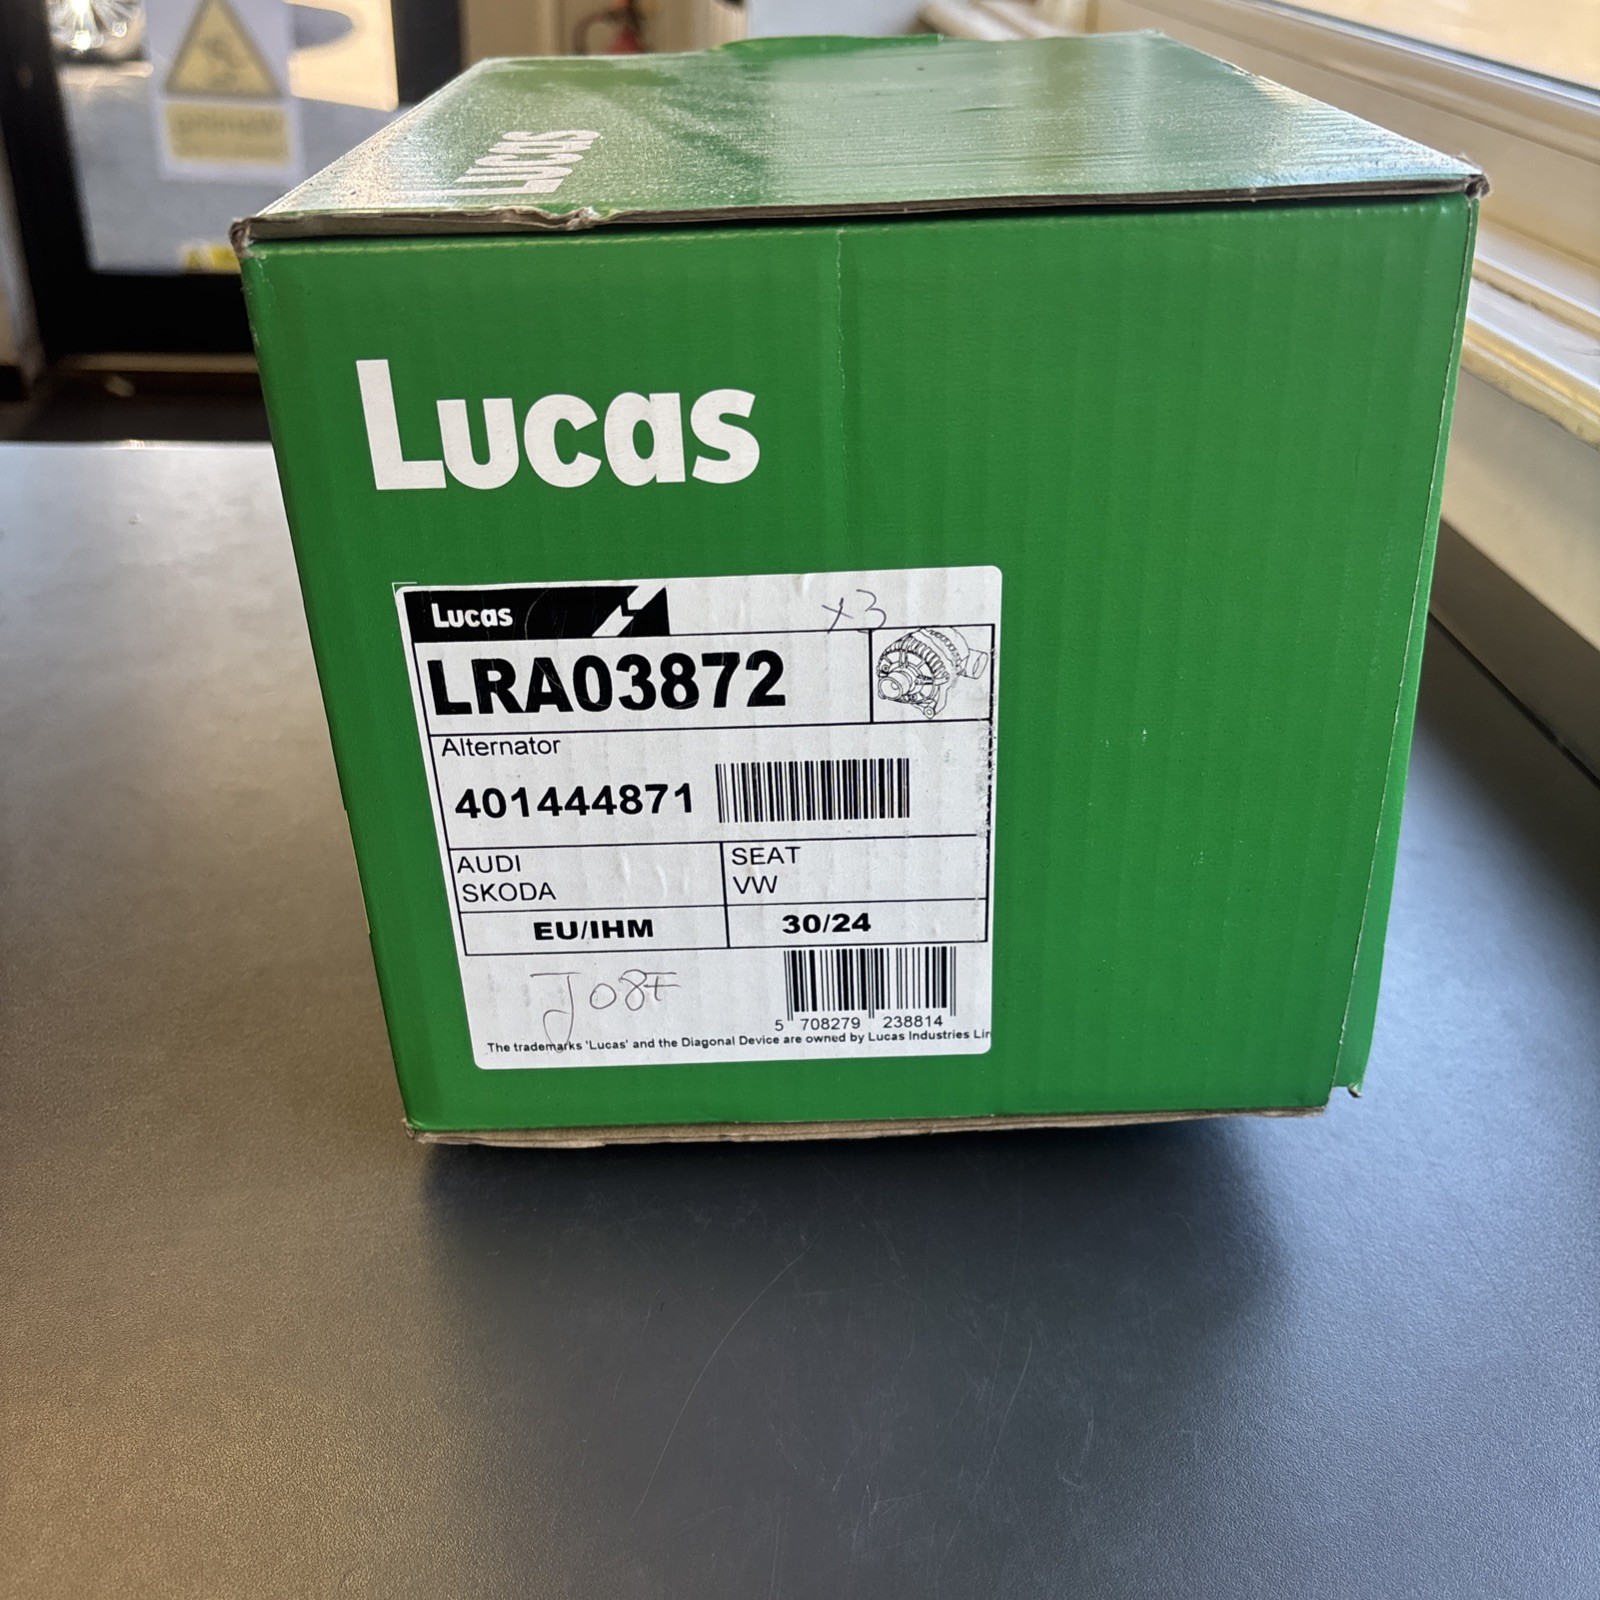 LUCAS
Lucas
Lucas
x3
LRA03872
Alternator
401444871
AUDI
SEAT
SKODA
VW
EU/IHM
30/24
J08F
5 708279 238814
The trademarks 'Lucas' and the Diagonal Device are owned by Lucas Industries Lim